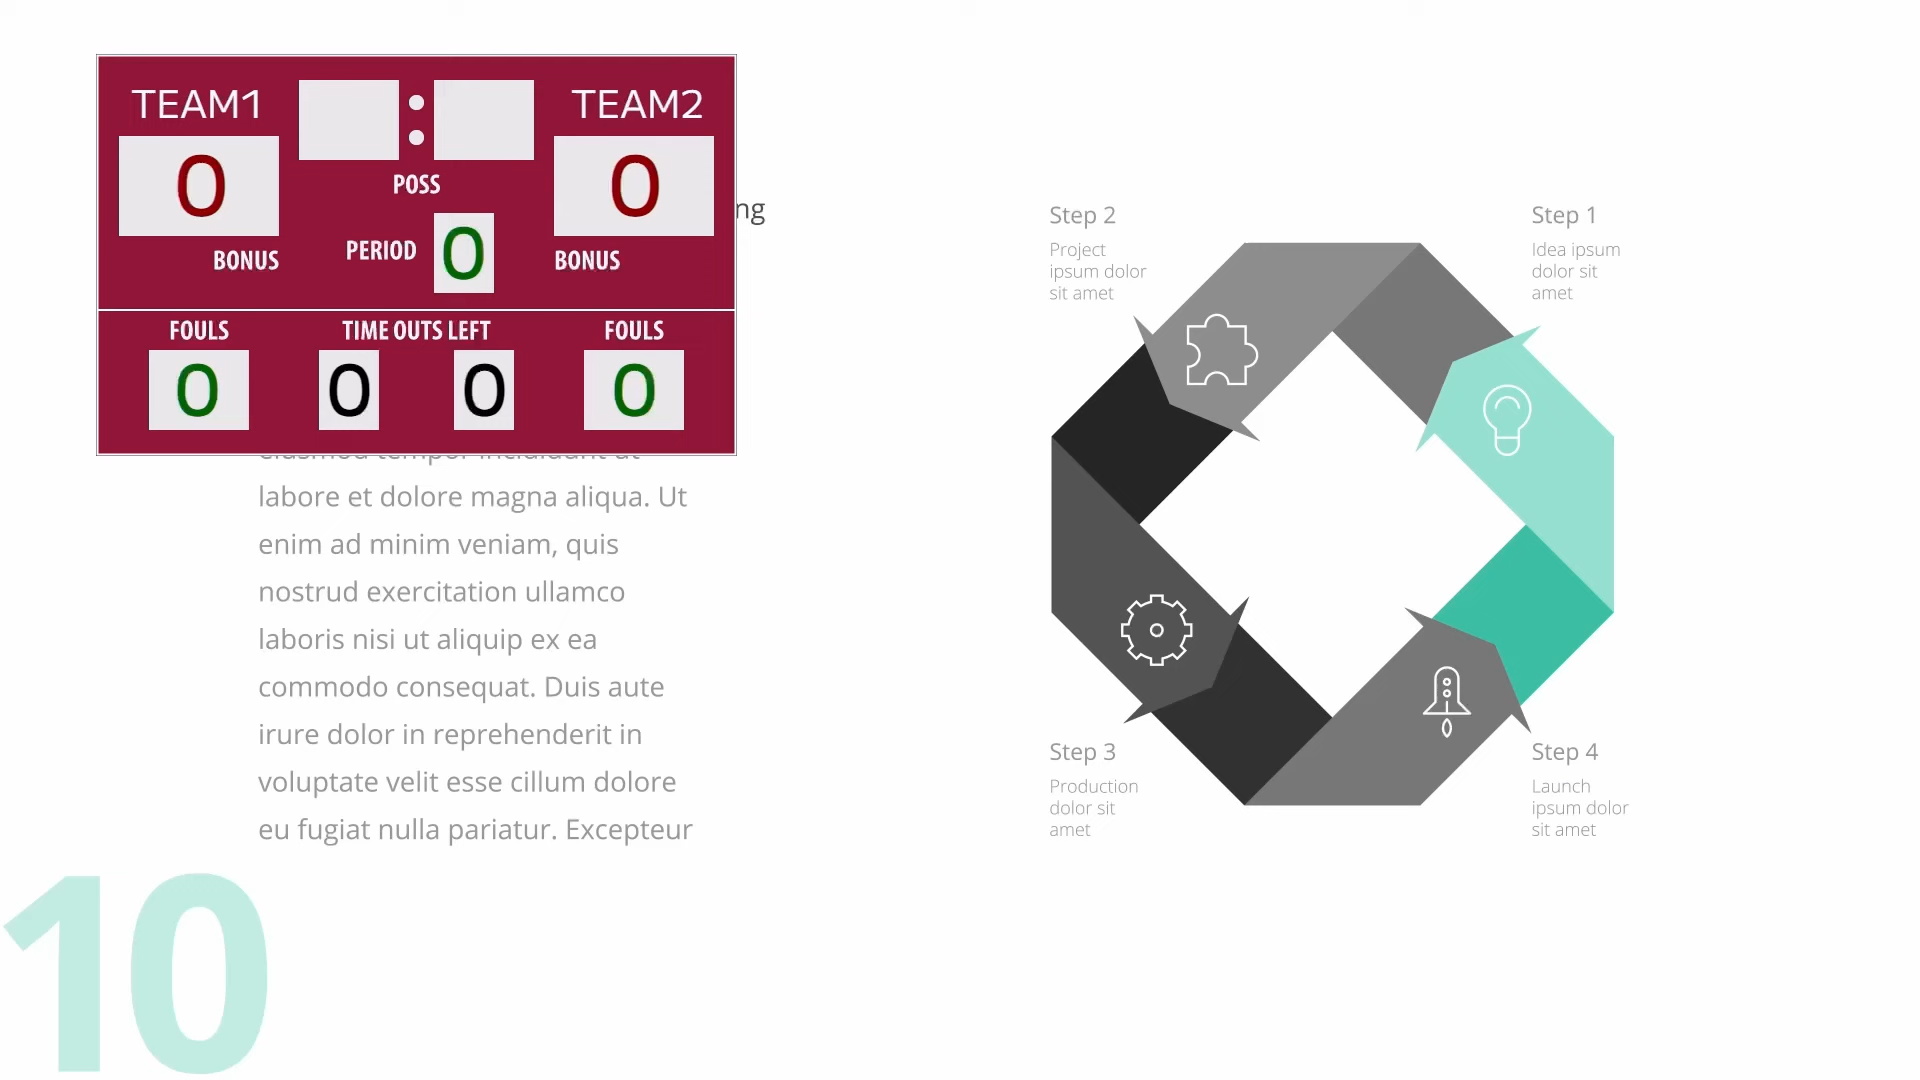 TEAM1
:
TEAM2
0
0
POSS
BONUS
PERIOD
0
BONUS
FOULS
TIME OUTS LEFT
FOULS
0
0
0
0
eiusmod tempor incididunt ut
labore et dolore magna aliqua. Ut
enim ad minim veniam, quis
nostrud exercitation ullamco
laboris nisi ut aliquip ex ea
commodo consequat. Duis aute
irure dolor in reprehenderit in
voluptate velit esse cillum dolore
eu fugiat nulla pariatur. Excepteur
10
Step 2
Project
ipsum dolor
sit amet
Step 1
Idea ipsum
dolor sit
amet
Step 3
Production
dolor sit
amet
Step 4
Launch
ipsum dolor
sit amet